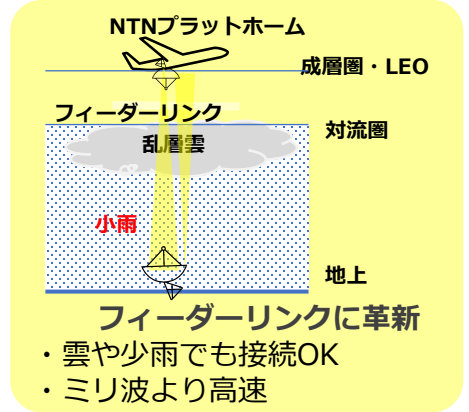 NTNプラットホーム
成層圏・LEO
フィーダーリンク
対流圏
乱層雲
小雨
地上
フィーダーリンクに革新
・雲や少雨でも接続OK
・ミリ波より高速